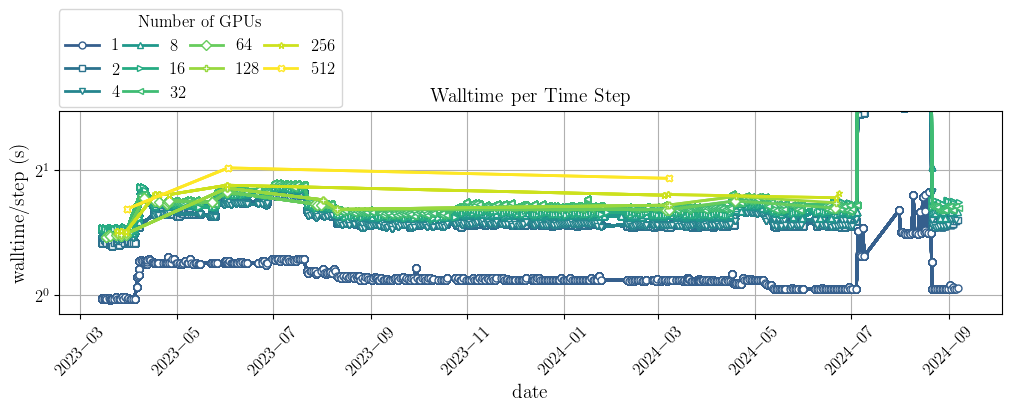 Number of GPUs
1 8 64 256
2 16 128 512
4 32
Walltime per Time Step
walltime/step (s)
2^1
2^0
2023−03
2023−05
2023−07
2023−09
2023−11
2024−01
2024−03
2024−05
2024−07
2024−09
date